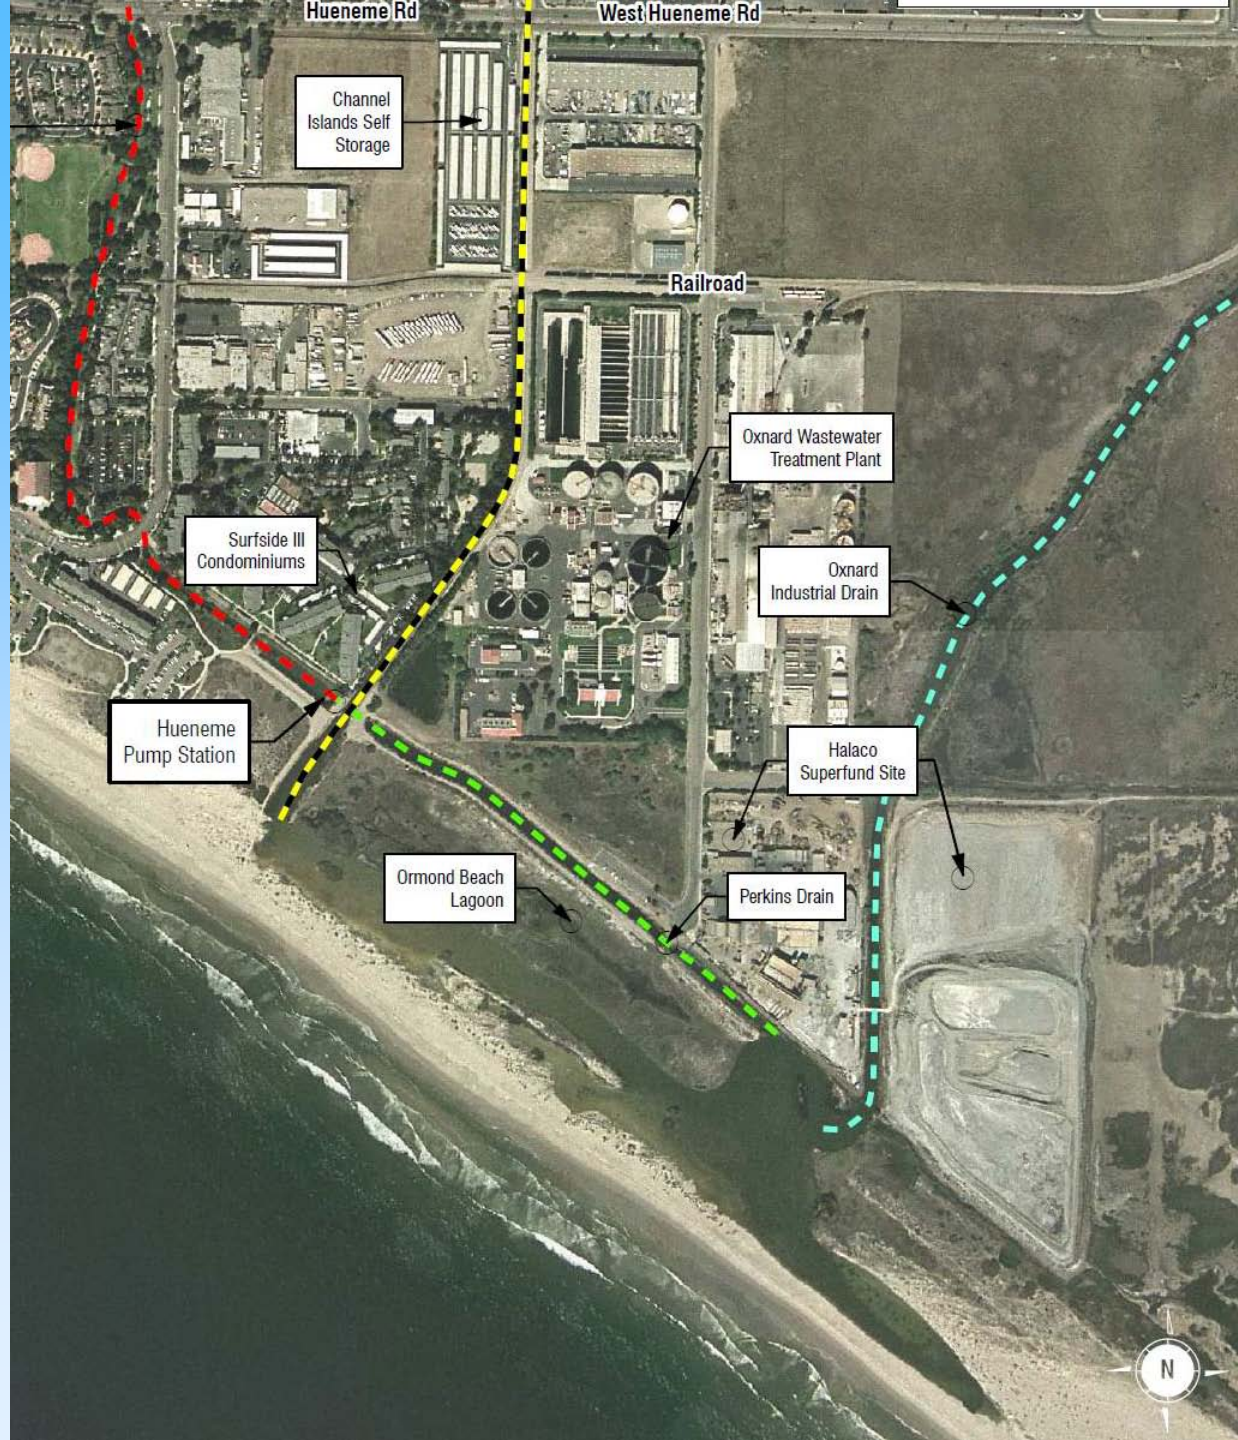 Hueneme Rd
West Hueneme Rd
Channel
Islands Self
Storage
Railroad
Oxnard Wastewater
Treatment Plant
Surfside III
Condominiums
Oxnard
Industrial Drain
Hueneme
Pump Station
Halaco
Superfund Site
Ormond Beach
Lagoon
Perkins Drain
N